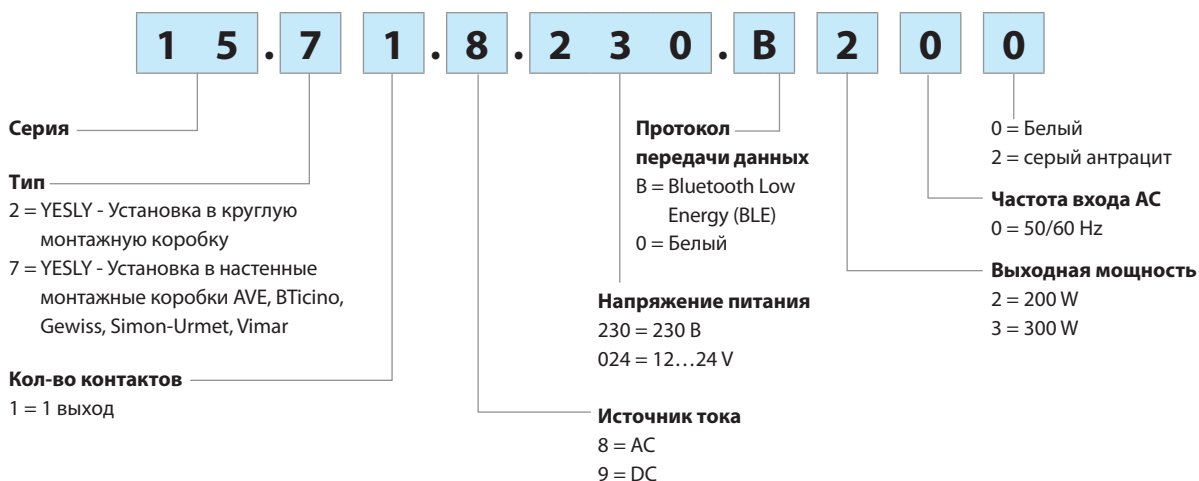 1 5 . 7 1 . 8 . 2 3 0 . B 2 0 0
Серия
Тип
2 = YESLY - Установка в круглую
монтажную коробку
7 = YESLY - Установка в настенные
монтажные коробки AVE, BTicino,
Gewiss, Simon-Urmet, Vimar
Кол-во контактов
1 = 1 выход
Протокол
передачи данных
B = Bluetooth Low
Energy (BLE)
0 = Белый
Напряжение питания
230 = 230 В
024 = 12…24 V
Источник тока
8 = AC
9 = DC
0 = Белый
2 = серый антрацит
Частота входа AC
0 = 50/60 Hz
Выходная мощность
2 = 200 W
3 = 300 W